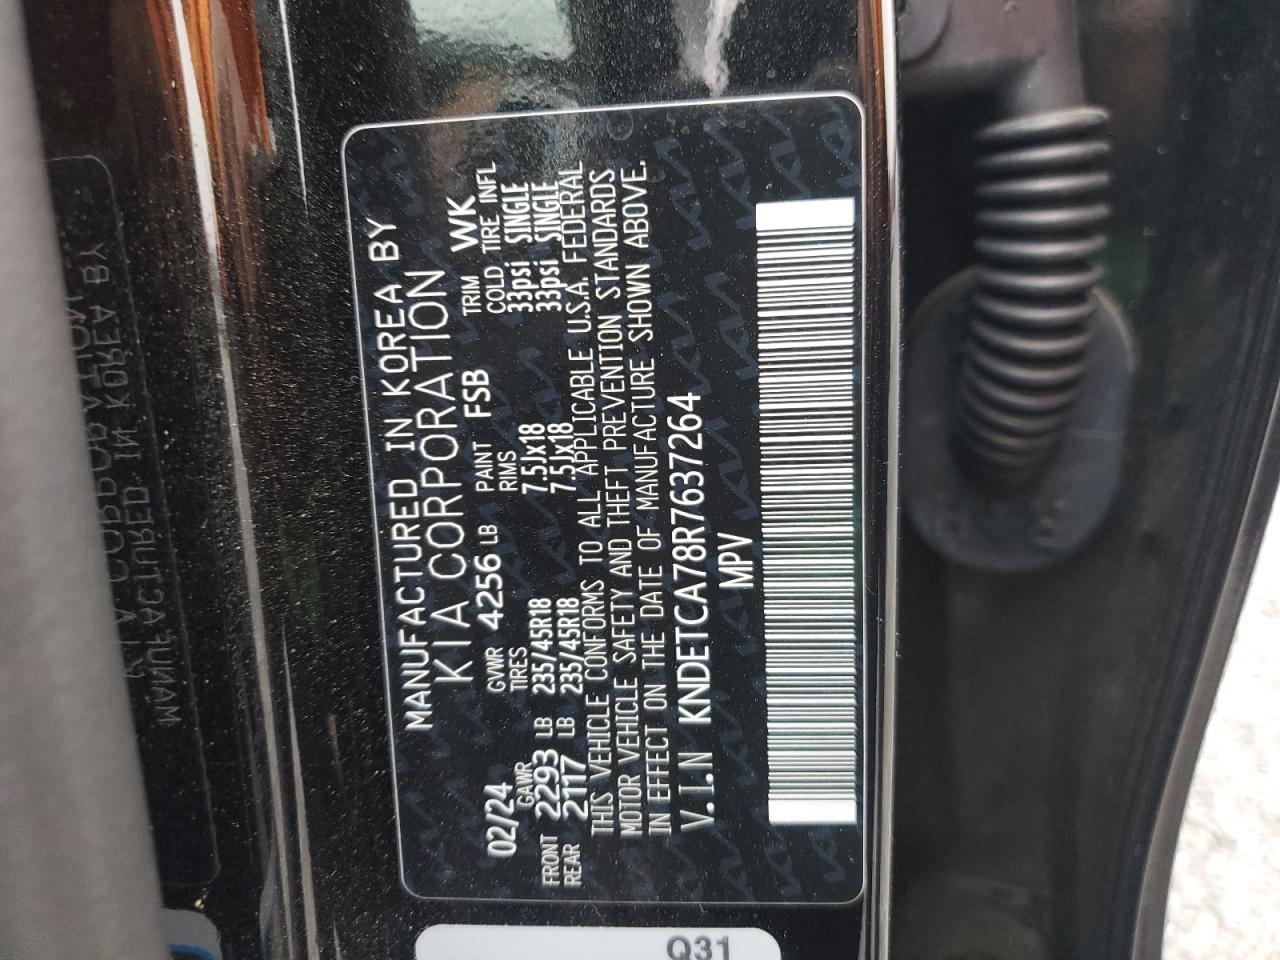 MANUFACTURED IN KOREA BY
KIA CORPORATION
02/24 GVWR 4256 LB PAINT FSB TRIM WK
GAWR TIRES RIMS COLD TIRE INFL
FRONT 2293 LB 235/45R18 7.5Jx18 33psi SINGLE
REAR 2117 LB 235/45R18 7.5Jx18 33psi SINGLE
THIS VEHICLE CONFORMS TO ALL APPLICABLE U.S.A. FEDERAL
MOTOR VEHICLE SAFETY AND THEFT PREVENTION STANDARDS
IN EFFECT ON THE DATE OF MANUFACTURE SHOWN ABOVE.
V.I.N KNDETCA78R7637264
MPV
Q31